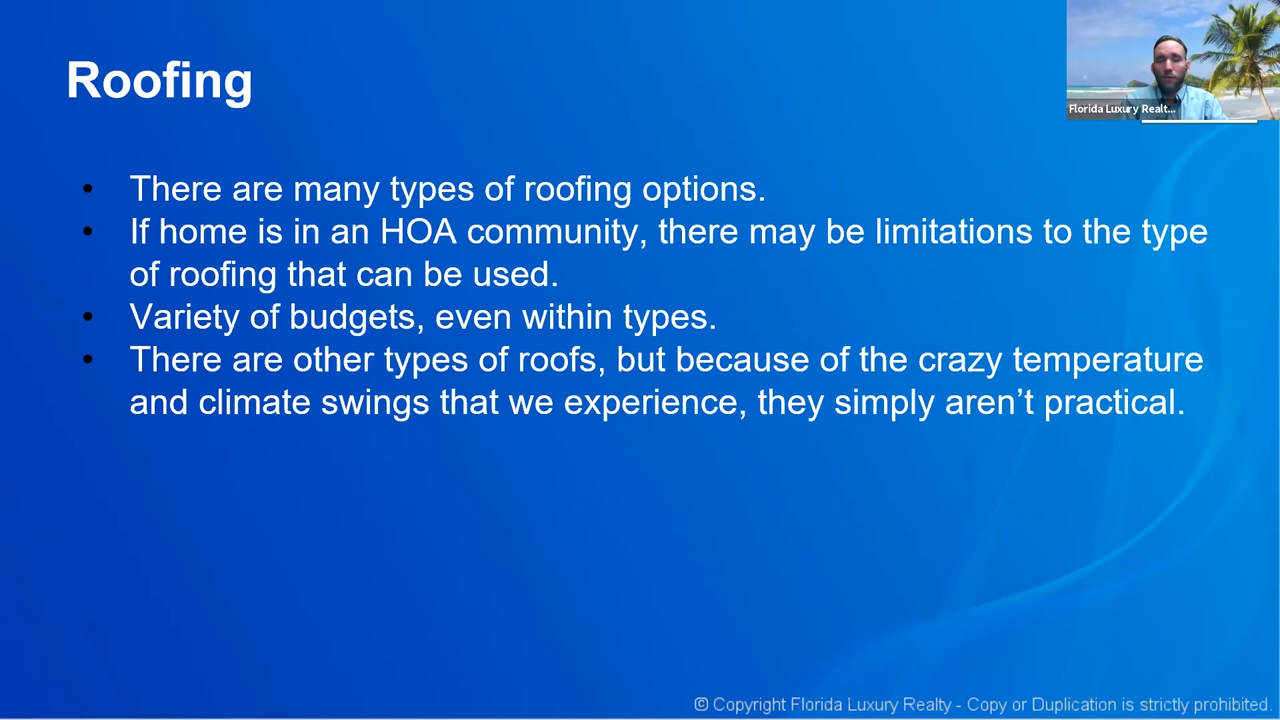 Roofing
Florida Luxury Realt...
• There are many types of roofing options.
• If home is in an HOA community, there may be limitations to the type
of roofing that can be used.
• Variety of budgets, even within types.
• There are other types of roofs, but because of the crazy temperature
and climate swings that we experience, they simply aren’t practical.
© Copyright Florida Luxury Realty - Copy or Duplication is strictly prohibited.